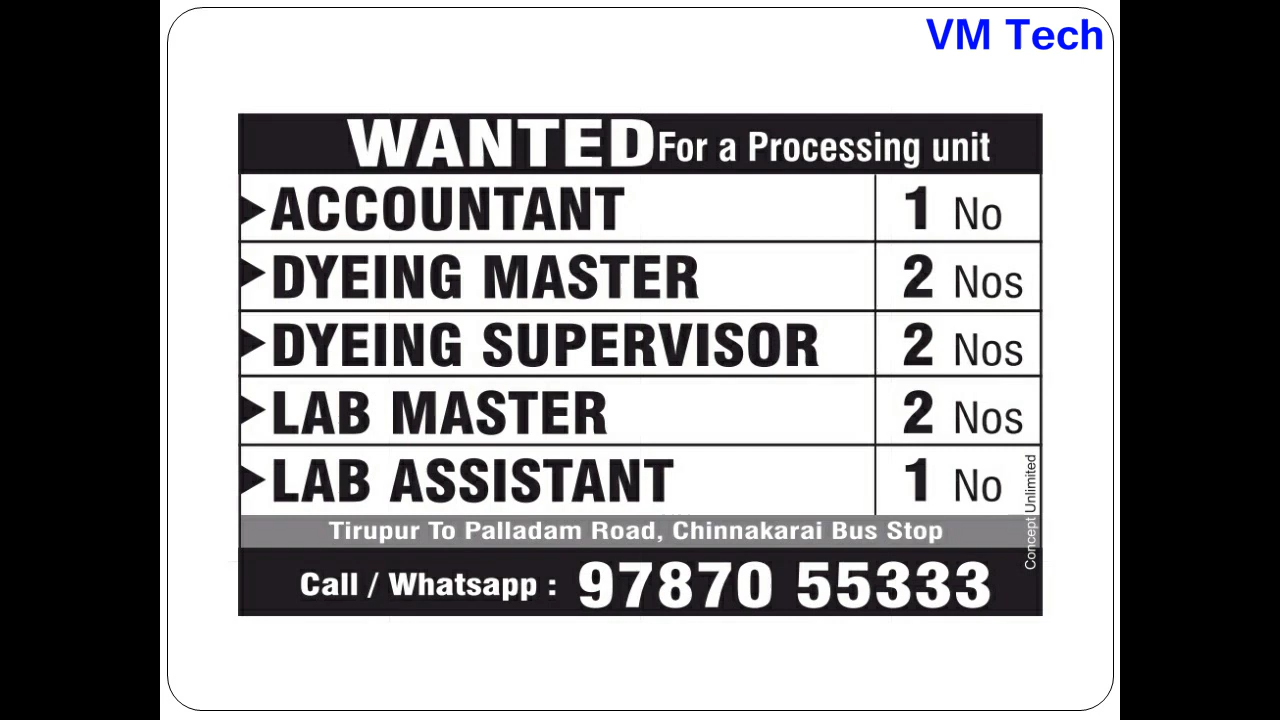 VM Tech
WANTED For a Processing unit
ACCOUNTANT 1 No
DYEING MASTER 2 Nos
DYEING SUPERVISOR 2 Nos
LAB MASTER 2 Nos
LAB ASSISTANT 1 No
Concept Unlimited
Tirupur To Palladam Road, Chinnakarai Bus Stop
Call / Whatsapp : 97870 55333